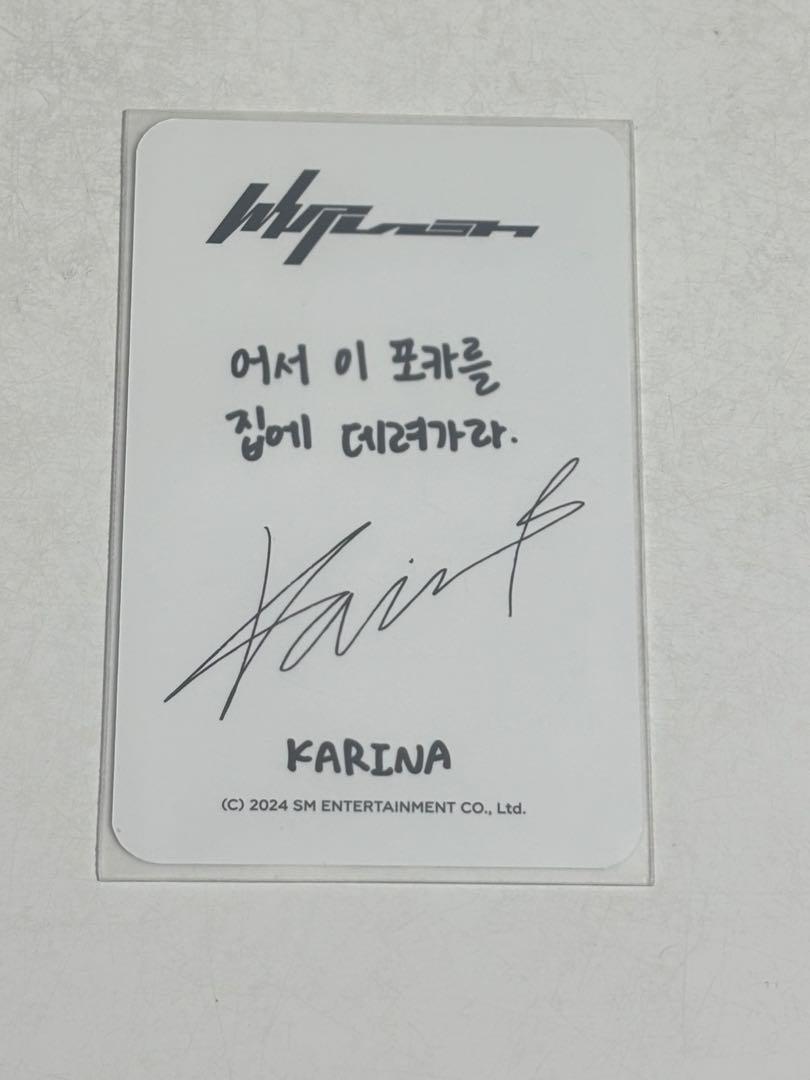 Whiplash
어서 이 포카를
집에 데려가라.
Karina
KARINA
(C) 2024 SM ENTERTAINMENT CO., Ltd.